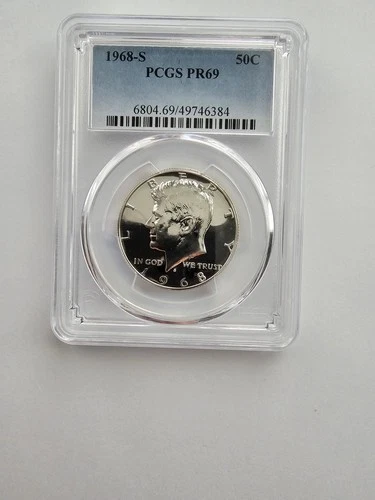 1968-S 50C
PCGS PR69
6804.69/49746384
LIBERTY
IN GOD WE TRUST
S
1968